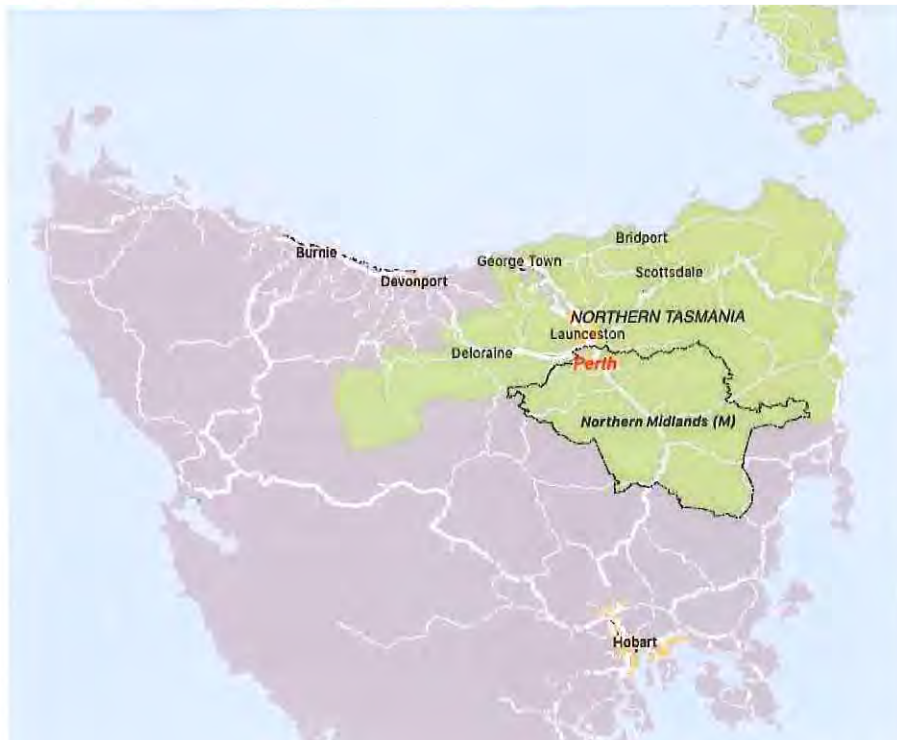 Bridport
Burnie
George Town
Scottsdale
Devonport
NORTHERN TASMANIA
Launceston
Deloraine
Perth
Northern Midlands (M)
Hobart